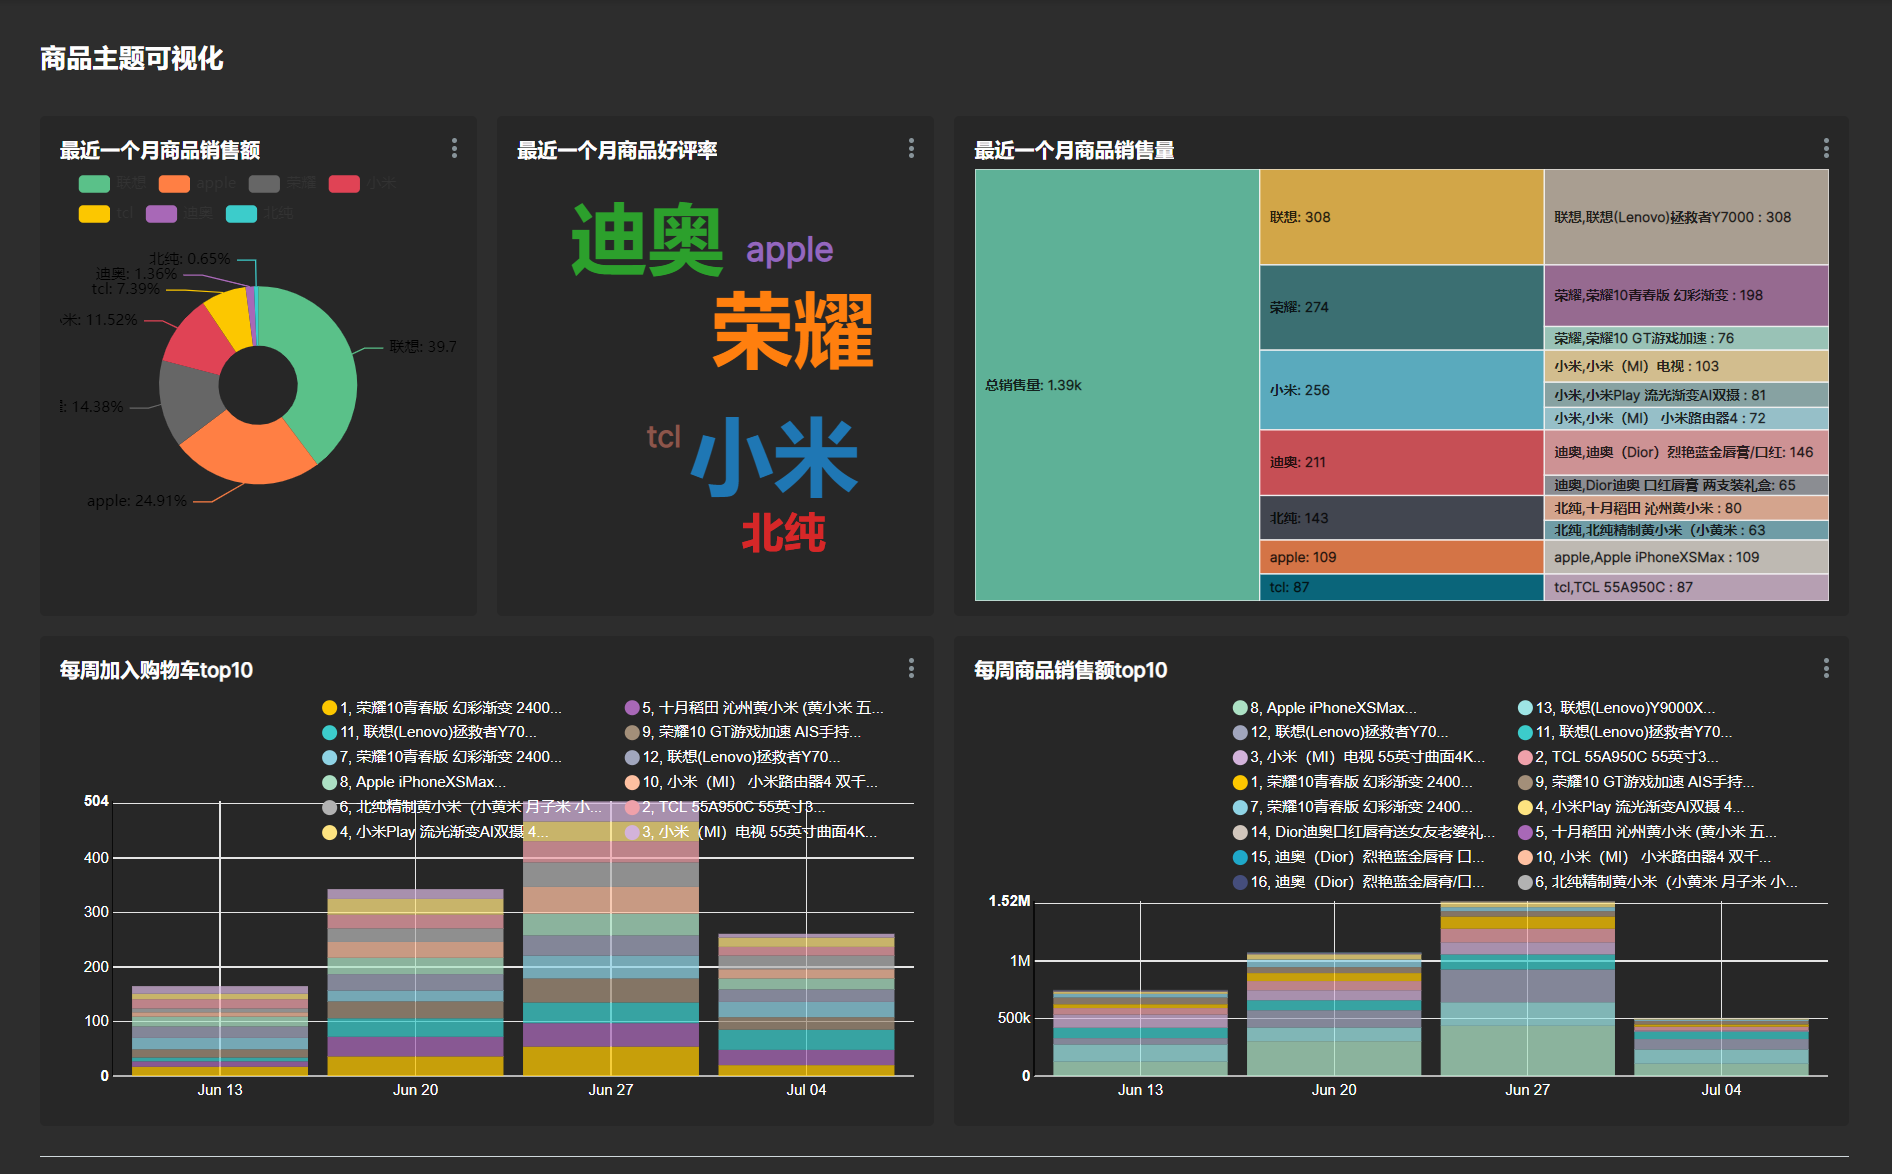 商品主题可视化
最近一个月商品销售额
联想 apple 荣耀 小米
tcl 迪奥 北纯
北纯: 0.65%
迪奥: 1.36%
tcl: 7.39%
米: 11.52%
联想: 39.7
: 14.38%
apple: 24.91%
最近一个月商品好评率
迪奥
apple
荣耀
tcl
小米
北纯
最近一个月商品销售量
总销售量: 1.39k
联想: 308
荣耀: 274
小米: 256
迪奥: 211
北纯: 143
apple: 109
tcl: 87
联想,联想(Lenovo)拯救者Y7000 : 308
荣耀,荣耀10青春版 幻彩渐变 : 198
荣耀,荣耀10 GT游戏加速 : 76
小米,小米（MI）电视 : 103
小米,小米Play 流光渐变AI双摄 : 81
小米,小米（MI） 小米路由器4 : 72
迪奥,迪奥（Dior）烈艳蓝金唇膏/口红: 146
迪奥,Dior迪奥 口红唇膏 两支装礼盒: 65
北纯,十月稻田 沁州黄小米 : 80
北纯,北纯精制黄小米（小黄米 : 63
apple,Apple iPhoneXSMax : 109
tcl,TCL 55A950C : 87
每周加入购物车top10
1, 荣耀10青春版 幻彩渐变 2400...
5, 十月稻田 沁州黄小米 (黄小米 五...
11, 联想(Lenovo)拯救者Y70...
9, 荣耀10 GT游戏加速 AIS手持...
7, 荣耀10青春版 幻彩渐变 2400...
12, 联想(Lenovo)拯救者Y70...
8, Apple iPhoneXSMax...
10, 小米（MI） 小米路由器4 双千...
6, 北纯精制黄小米（小黄米 月子米 小...
2, TCL 55A950C 55英寸3...
4, 小米Play 流光渐变AI双摄 4...
3, 小米（MI）电视 55英寸曲面4K...
504
400
300
200
100
0
Jun 13 Jun 20 Jun 27 Jul 04
每周商品销售额top10
8, Apple iPhoneXSMax...
13, 联想(Lenovo)Y9000X...
12, 联想(Lenovo)拯救者Y70...
11, 联想(Lenovo)拯救者Y70...
3, 小米（MI）电视 55英寸曲面4K...
2, TCL 55A950C 55英寸3...
1, 荣耀10青春版 幻彩渐变 2400...
9, 荣耀10 GT游戏加速 AIS手持...
7, 荣耀10青春版 幻彩渐变 2400...
4, 小米Play 流光渐变AI双摄 4...
14, Dior迪奥口红唇膏送女友老婆礼...
5, 十月稻田 沁州黄小米 (黄小米 五...
15, 迪奥（Dior）烈艳蓝金唇膏 口...
10, 小米（MI） 小米路由器4 双千...
16, 迪奥（Dior）烈艳蓝金唇膏/口...
6, 北纯精制黄小米（小黄米 月子米 小...
1.52M
1M
500k
0
Jun 13 Jun 20 Jun 27 Jul 04